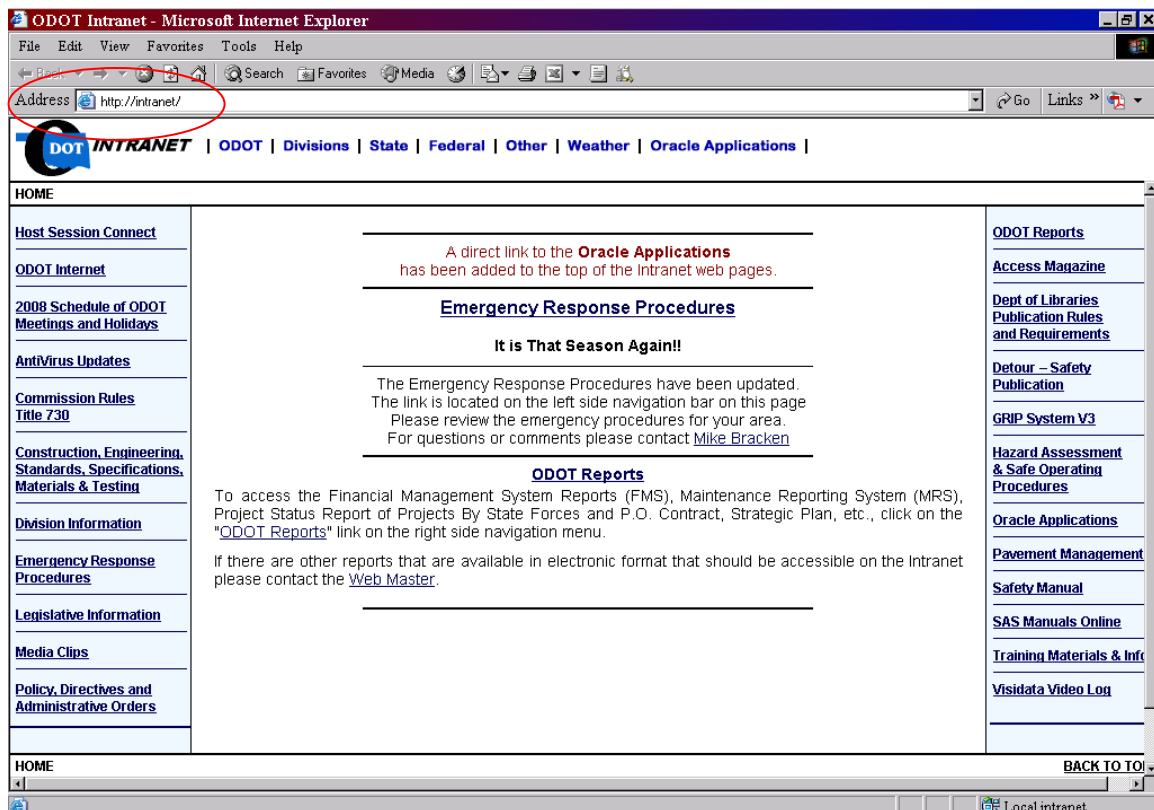 ODOT Intranet - Microsoft Internet Explorer
File Edit View Favorites Tools Help
Back Search Favorites Media
Address http://intranet/ Go Links »
DOT INTRANET | ODOT | Divisions | State | Federal | Other | Weather | Oracle Applications |
HOME
Host Session Connect
ODOT Internet
2008 Schedule of ODOT
Meetings and Holidays
AntiVirus Updates
Commission Rules
Title 730
Construction, Engineering,
Standards, Specifications,
Materials & Testing
Division Information
Emergency Response
Procedures
Legislative Information
Media Clips
Policy, Directives and
Administrative Orders
A direct link to the Oracle Applications
has been added to the top of the Intranet web pages.
Emergency Response Procedures
It is That Season Again!!
The Emergency Response Procedures have been updated.
The link is located on the left side navigation bar on this page
Please review the emergency procedures for your area.
For questions or comments please contact Mike Bracken
ODOT Reports
To access the Financial Management System Reports (FMS), Maintenance Reporting System (MRS),
Project Status Report of Projects By State Forces and P.O. Contract, Strategic Plan, etc., click on the
"ODOT Reports" link on the right side navigation menu.
If there are other reports that are available in electronic format that should be accessible on the Intranet
please contact the Web Master.
ODOT Reports
Access Magazine
Dept of Libraries
Publication Rules
and Requirements
Detour – Safety
Publication
GRIP System V3
Hazard Assessment
& Safe Operating
Procedures
Oracle Applications
Pavement Management
Safety Manual
SAS Manuals Online
Training Materials & Info
Visidata Video Log
HOME BACK TO TO
Local intranet